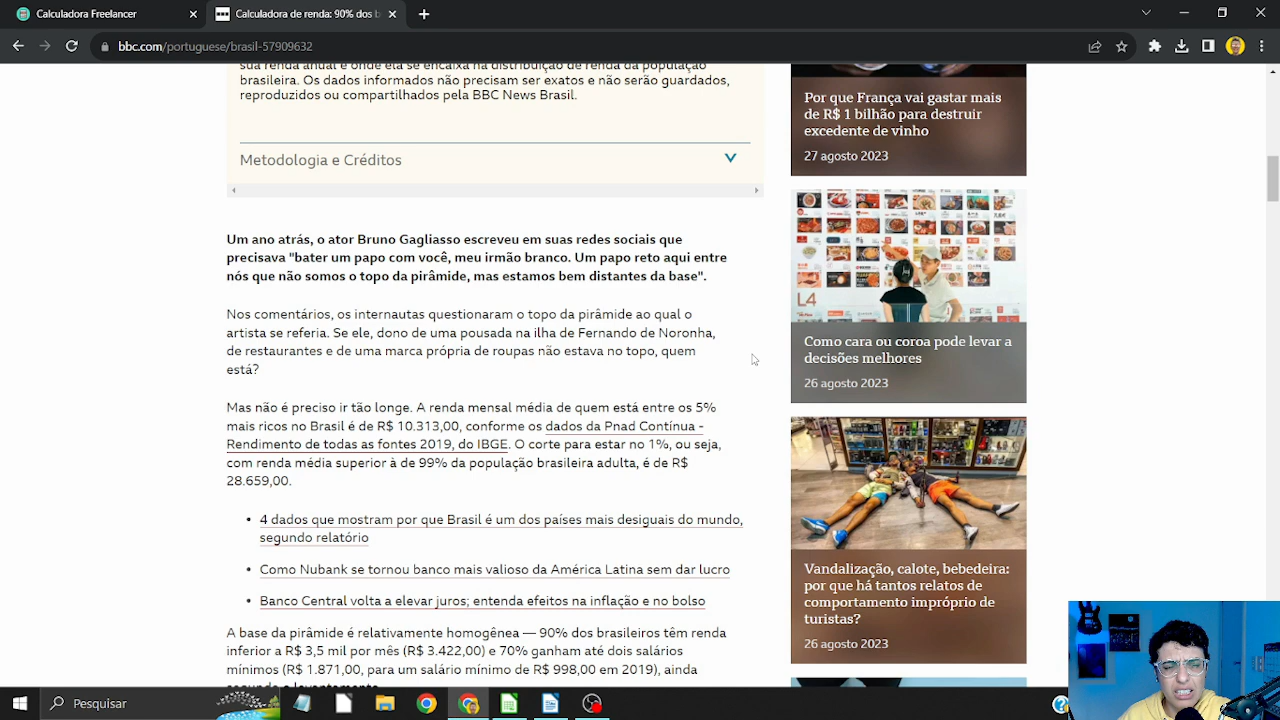 Calculadora Freelancer
Calculadora de renda: 90% dos b
bbc.com/portuguese/brasil-57909632
sua renda anual e onde ela se encaixa na distribuição de renda da população
brasileira. Os dados informados não precisam ser exatos e não serão guardados,
reproduzidos ou compartilhados pela BBC News Brasil.
Metodologia e Créditos
Um ano atrás, o ator Bruno Gagliasso escreveu em suas redes sociais que
precisava "bater um papo com você, meu irmão branco. Um papo reto aqui entre
nós que não somos o topo da pirâmide, mas estamos bem distantes da base".
Nos comentários, os internautas questionaram o topo da pirâmide ao qual o
artista se refería. Se ele, dono de uma pousada na ilha de Fernando de Noronha,
de restaurantes e de uma marca própria de roupas não estava no topo, quem
está?
Mas não é preciso ir tão longe. A renda mensal média de quem está entre os 5%
mais ricos no Brasil é de R$ 10.313,00, conforme os dados da Pnad Contínua -
Rendimento de todas as fontes 2019, do IBGE. O corte para estar no 1%, ou seja,
com renda média superior à de 99% da população brasileira adulta, é de R$
28.659,00.
4 dados que mostram por que Brasil é um dos países mais desiguais do mundo,
segundo relatório
Como Nubank se tornou banco mais valioso da América Latina sem dar lucro
Banco Central volta a elevar juros; entenda efeitos na inflação e no bolso
A base da pirâmide é relativamente homogênea — 90% dos brasileiros têm renda
inferior a R$ 3,5 mil por mês (R$ 3.422,00) e 70% ganham até dois salários
mínimos (R$ 1.871,00, para um salário mínimo de R$ 998,00 em 2019), ainda
segundo o levantamento.
Por que França vai gastar mais
de R$ 1 bilhão para destruir
excedente de vinho
27 agosto 2023
L4
Como cara ou coroa pode levar a
decisões melhores
26 agosto 2023
Vandalização, calote, bebedeira:
por que há tantos relatos de
comportamento impróprio de
turistas?
26 agosto 2023
Pesquisar